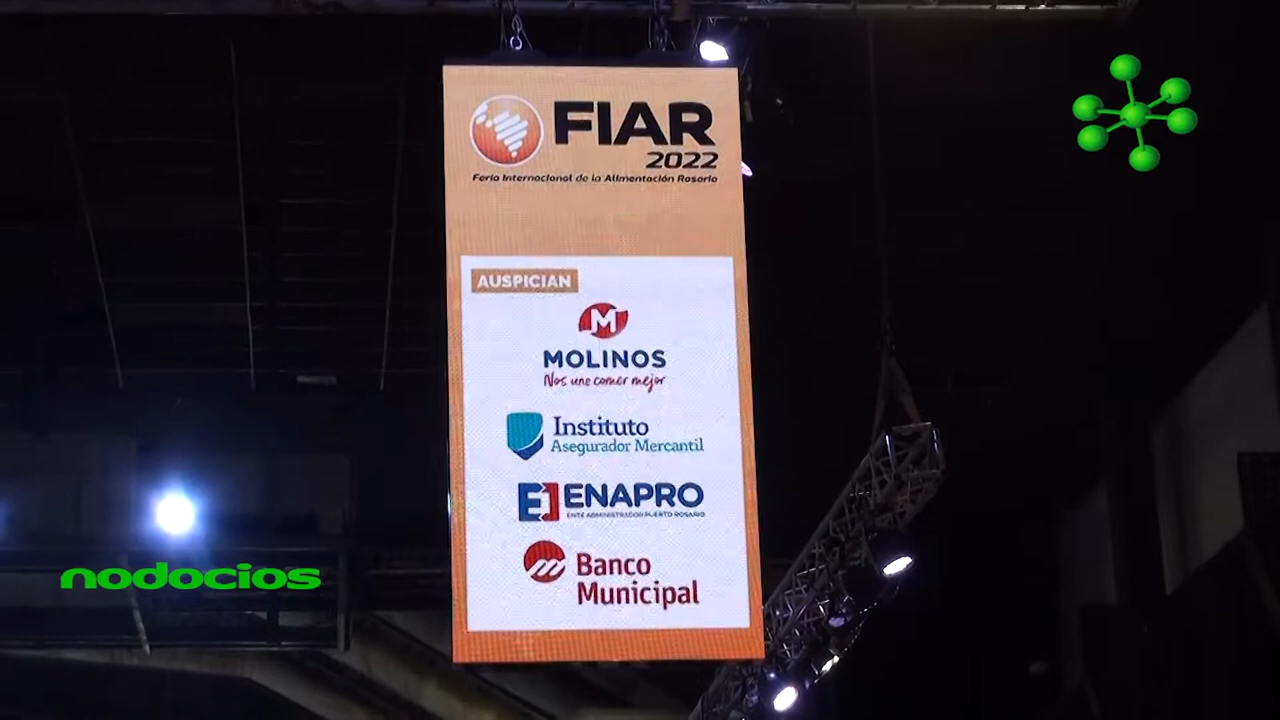 FIAR
2022
Feria Internacional de la Alimentación Rosario
AUSPICIAN
M
MOLINOS
Nos une comer mejor
Instituto
Asegurador Mercantil
ENAPRO
ENTE ADMINISTRADOR PUERTO ROSARIO
Banco
Municipal
nodocios